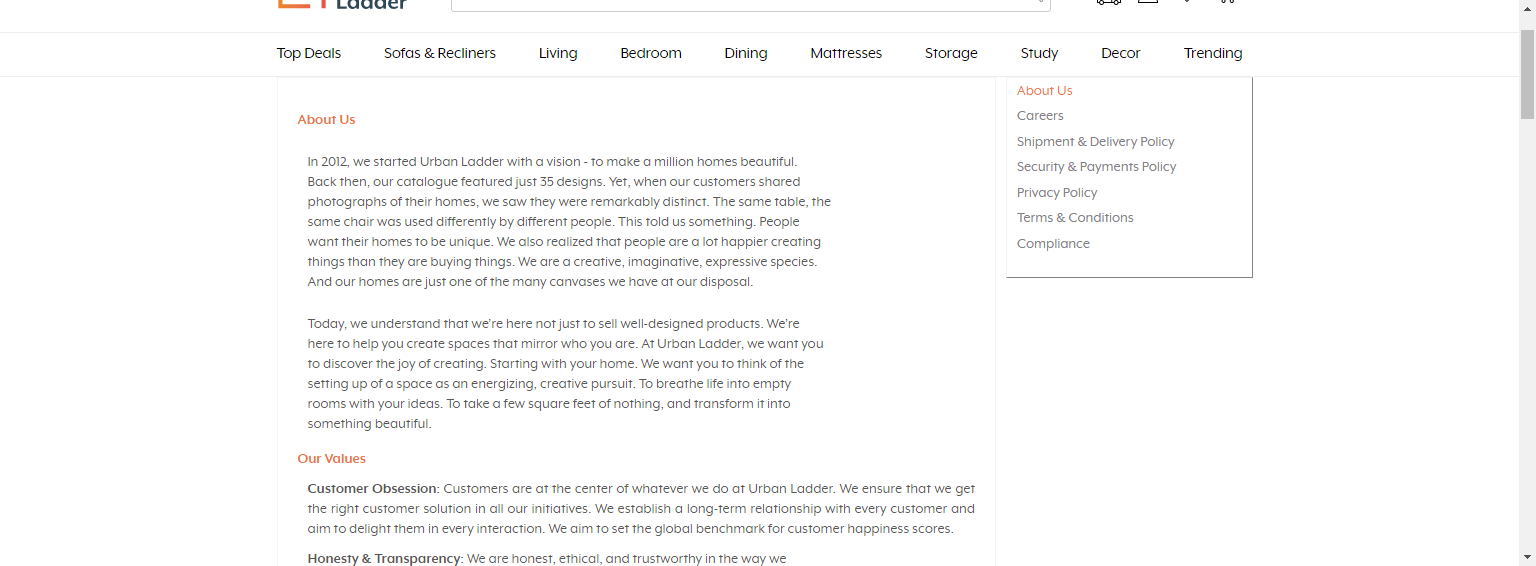 Ladder
Top Deals Sofas & Recliners Living Bedroom Dining Mattresses Storage Study Decor Trending
About Us
In 2012, we started Urban Ladder with a vision - to make a million homes beautiful.
Back then, our catalogue featured just 35 designs. Yet, when our customers shared
photographs of their homes, we saw they were remarkably distinct. The same table, the
same chair was used differently by different people. This told us something. People
want their homes to be unique. We also realized that people are a lot happier creating
things than they are buying things. We are a creative, imaginative, expressive species.
And our homes are just one of the many canvases we have at our disposal.
Today, we understand that we're here not just to sell well-designed products. We're
here to help you create spaces that mirror who you are. At Urban Ladder, we want you
to discover the joy of creating. Starting with your home. We want you to think of the
setting up of a space as an energizing, creative pursuit. To breathe life into empty
rooms with your ideas. To take a few square feet of nothing, and transform it into
something beautiful.
Our Values
Customer Obsession: Customers are at the center of whatever we do at Urban Ladder. We ensure that we get
the right customer solution in all our initiatives. We establish a long-term relationship with every customer and
aim to delight them in every interaction. We aim to set the global benchmark for customer happiness scores.
Honesty & Transparency: We are honest, ethical, and trustworthy in the way we
About Us
Careers
Shipment & Delivery Policy
Security & Payments Policy
Privacy Policy
Terms & Conditions
Compliance